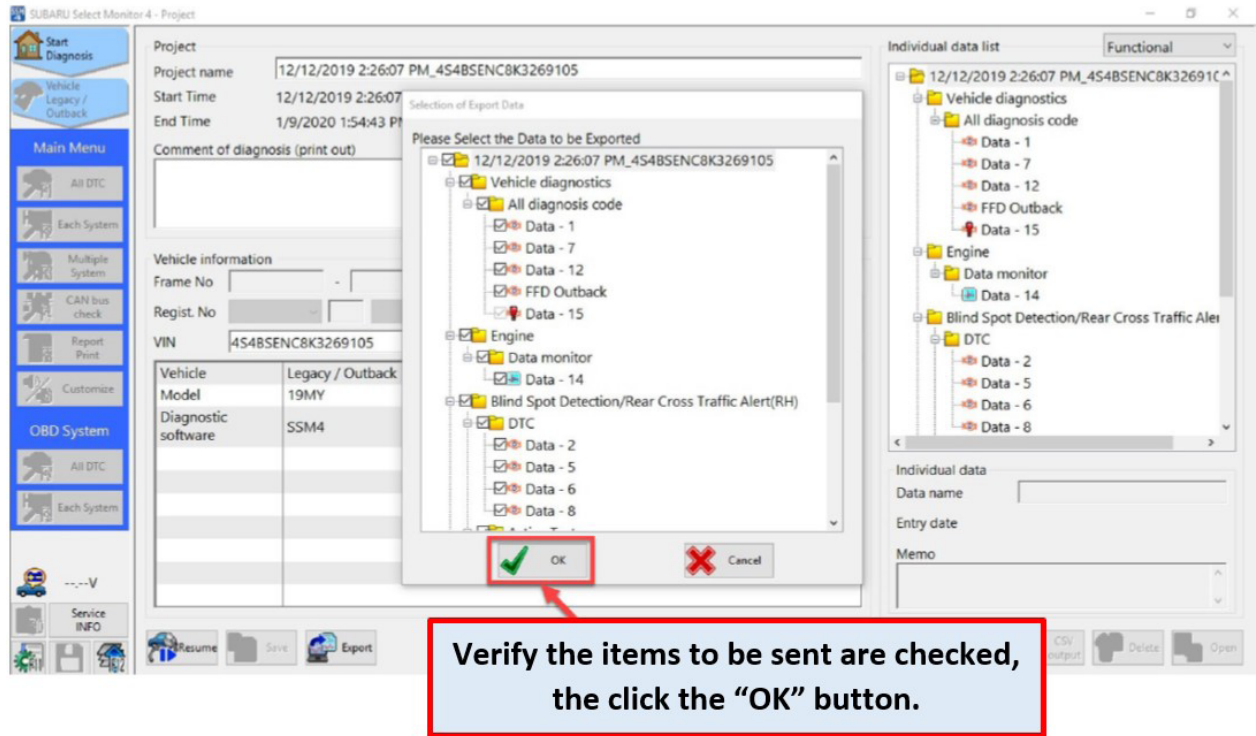 SUBARU Select Monitor 4 - Project
Start
Diagnosis
Vehicle
Legacy /
Outback
Main Menu
All DTC
Each System
Multiple
System
CAN bus
check
Report
Print
Customize
OBD System
All DTC
Each System
--.--V
Service
INFO
Project
Project name 12/12/2019 2:26:07 PM_4S4BSENC8K3269105
Start Time 12/12/2019 2:26:07
End Time 1/9/2020 1:54:43 PM
Comment of diagnosis (print out)
Vehicle information
Frame No -
Regist. No
VIN 4S4BSENC8K3269105
Vehicle Legacy / Outback
Model 19MY
Diagnostic
software SSM4
Resume
Save
Export
Selection of Export Data
Please Select the Data to be Exported
12/12/2019 2:26:07 PM_4S4BSENC8K3269105
Vehicle diagnostics
All diagnosis code
Data - 1
Data - 7
Data - 12
FFD Outback
Data - 15
Engine
Data monitor
Data - 14
Blind Spot Detection/Rear Cross Traffic Alert(RH)
DTC
Data - 2
Data - 5
Data - 6
Data - 8
OK
Cancel
Individual data list Functional
12/12/2019 2:26:07 PM_4S4BSENC8K326910
Vehicle diagnostics
All diagnosis code
Data - 1
Data - 7
Data - 12
FFD Outback
Data - 15
Engine
Data monitor
Data - 14
Blind Spot Detection/Rear Cross Traffic Aler
DTC
Data - 2
Data - 5
Data - 6
Data - 8
Individual data
Data name
Entry date
Memo
CSV
output
Delete
Open
Verify the items to be sent are checked,
the click the “OK” button.